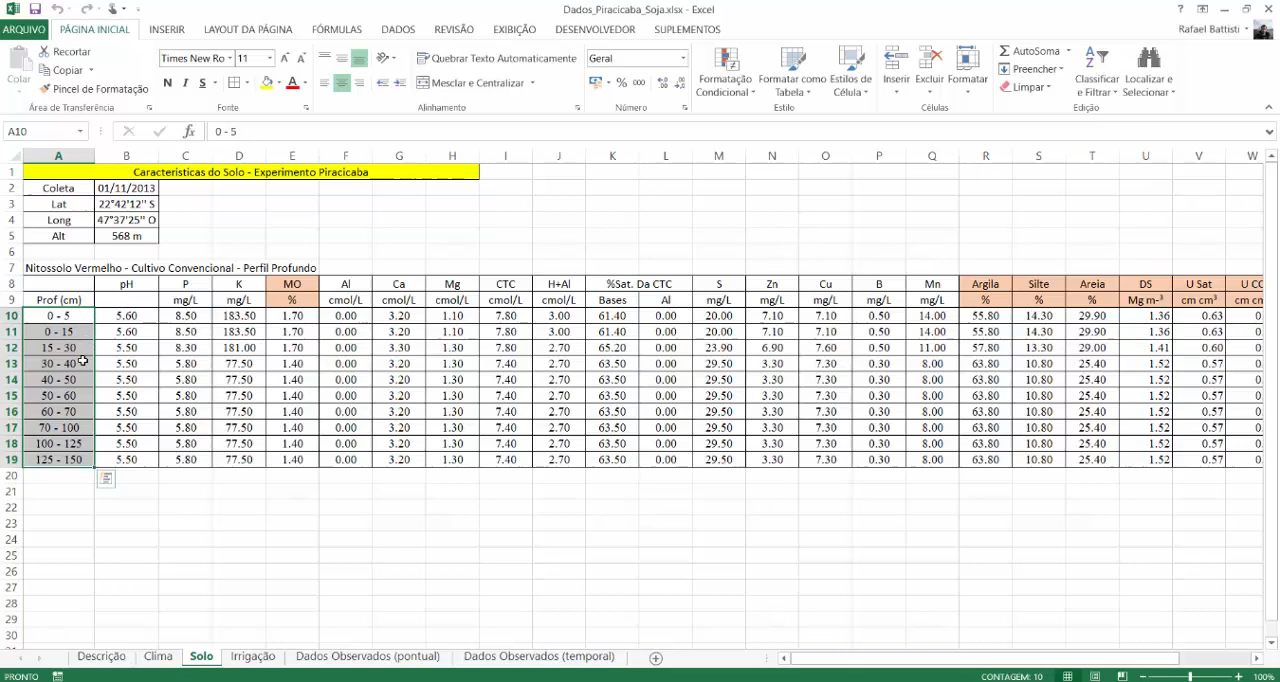 Dados_Piracicaba_Soja.xlsx - Excel
ARQUIVO PÁGINA INICIAL INSERIR LAYOUT DA PÁGINA FÓRMULAS DADOS REVISÃO EXIBIÇÃO DESENVOLVEDOR SUPLEMENTOS Rafael Battisti
Colar
Recortar
Copiar
Pincel de Formatação
Área de Transferência
Times New Ro 11
N I S
Fonte
Quebrar Texto Automaticamente
Mesclar e Centralizar
Alinhamento
Geral
% 000
Número
Formatação Condicional
Formatar como Tabela
Estilos de Célula
Estilo
Inserir Excluir Formatar
Células
AutoSoma
Preencher
Limpar
Classificar e Filtrar
Localizar e Selecionar
Edição
A10 fx 0 - 5
A B C D E F G H I J K L M N O P Q R S T U V W
1 Caracteristicas do Solo - Experimento Piracicaba
2 Coleta 01/11/2013
3 Lat 22°42'12" S
4 Long 47°37'25" O
5 Alt 568 m
6
7 Nitossolo Vermelho - Cultivo Convencional - Perfil Profundo
8 pH P K MO Al Ca Mg CTC H+Al %Sat. Da CTC S Zn Cu B Mn Argila Silte Areia DS U Sat U CC
9 Prof (cm) mg/L mg/L % cmol/L cmol/L cmol/L cmol/L cmol/L Bases Al mg/L mg/L mg/L mg/L mg/L % % % Mg m-³ cm cm³ cm cm
10 0 - 5 5.60 8.50 183.50 1.70 0.00 3.20 1.10 7.80 3.00 61.40 0.00 20.00 7.10 7.10 0.50 14.00 55.80 14.30 29.90 1.36 0.63 0.
11 0 - 15 5.60 8.50 183.50 1.70 0.00 3.20 1.10 7.80 3.00 61.40 0.00 20.00 7.10 7.10 0.50 14.00 55.80 14.30 29.90 1.36 0.63 0.
12 15 - 30 5.50 8.30 181.00 1.70 0.00 3.30 1.30 7.80 2.70 65.20 0.00 23.90 6.90 7.60 0.50 11.00 57.80 13.30 29.00 1.41 0.60 0.
13 30 - 40 5.50 5.80 77.50 1.40 0.00 3.20 1.30 7.40 2.70 63.50 0.00 29.50 3.30 7.30 0.30 8.00 63.80 10.80 25.40 1.52 0.57 0.
14 40 - 50 5.50 5.80 77.50 1.40 0.00 3.20 1.30 7.40 2.70 63.50 0.00 29.50 3.30 7.30 0.30 8.00 63.80 10.80 25.40 1.52 0.57 0.
15 50 - 60 5.50 5.80 77.50 1.40 0.00 3.20 1.30 7.40 2.70 63.50 0.00 29.50 3.30 7.30 0.30 8.00 63.80 10.80 25.40 1.52 0.57 0.
16 60 - 70 5.50 5.80 77.50 1.40 0.00 3.20 1.30 7.40 2.70 63.50 0.00 29.50 3.30 7.30 0.30 8.00 63.80 10.80 25.40 1.52 0.57 0.
17 70 - 100 5.50 5.80 77.50 1.40 0.00 3.20 1.30 7.40 2.70 63.50 0.00 29.50 3.30 7.30 0.30 8.00 63.80 10.80 25.40 1.52 0.57 0.
18 100 - 125 5.50 5.80 77.50 1.40 0.00 3.20 1.30 7.40 2.70 63.50 0.00 29.50 3.30 7.30 0.30 8.00 63.80 10.80 25.40 1.52 0.57 0.
19 125 - 150 5.50 5.80 77.50 1.40 0.00 3.20 1.30 7.40 2.70 63.50 0.00 29.50 3.30 7.30 0.30 8.00 63.80 10.80 25.40 1.52 0.57 0.
20
21
22
23
24
25
26
27
28
29
30
Descrição Clima Solo Irrigação Dados Observados (pontual) Dados Observados (temporal)
PRONTO CONTAGEM: 10 100%